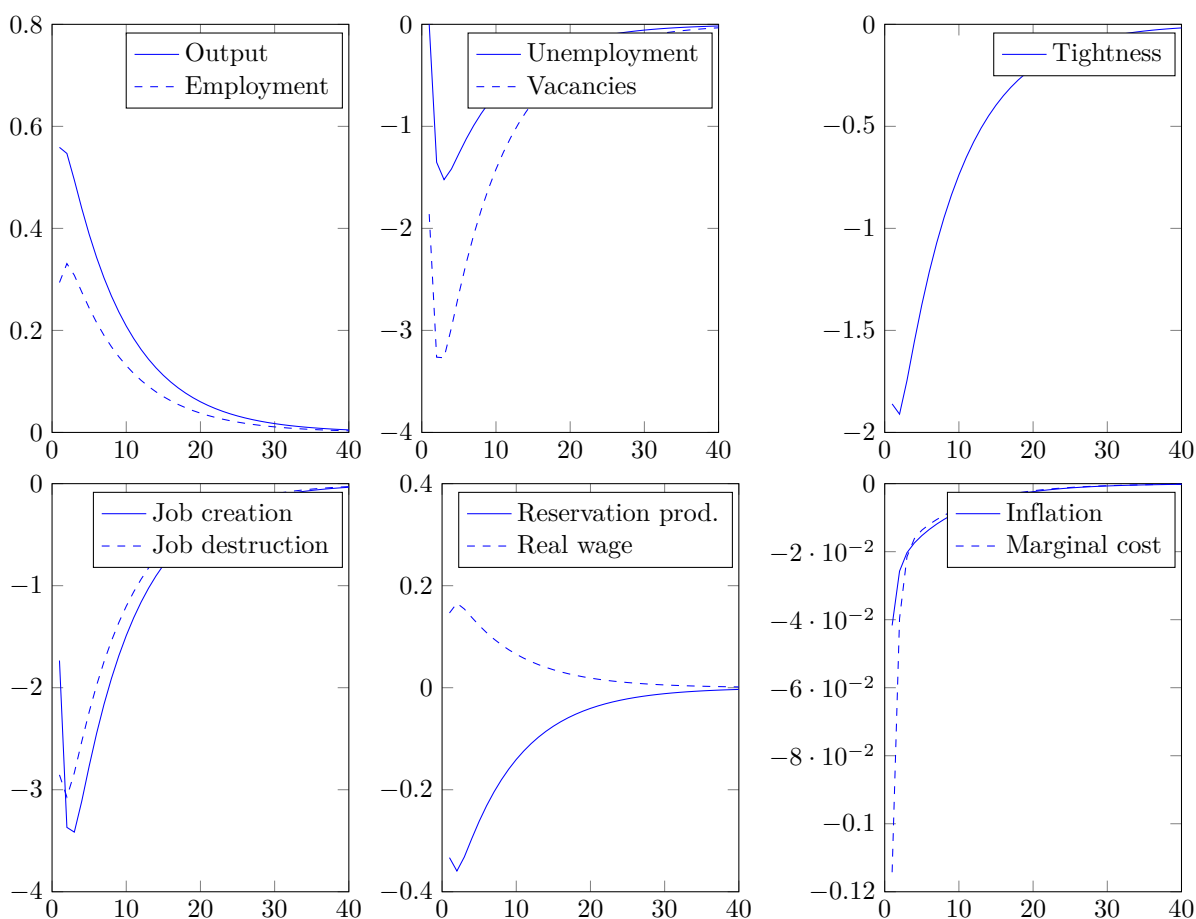 0 10 20 30 40
0
0.2
0.4
0.6
0.8
Output
Employment
0 10 20 30 40
−4
−3
−2
−1
0
Unemployment
Vacancies
0 10 20 30 40
−2
−1.5
−1
−0.5
0
Tightness
0 10 20 30 40
−4
−3
−2
−1
0
Job creation
Job destruction
0 10 20 30 40
−0.4
−0.2
0
0.2
0.4
Reservation prod.
Real wage
0 10 20 30 40
−0.12
−0.1
−8 · 10⁻²
−6 · 10⁻²
−4 · 10⁻²
−2 · 10⁻²
0
Inflation
Marginal cost